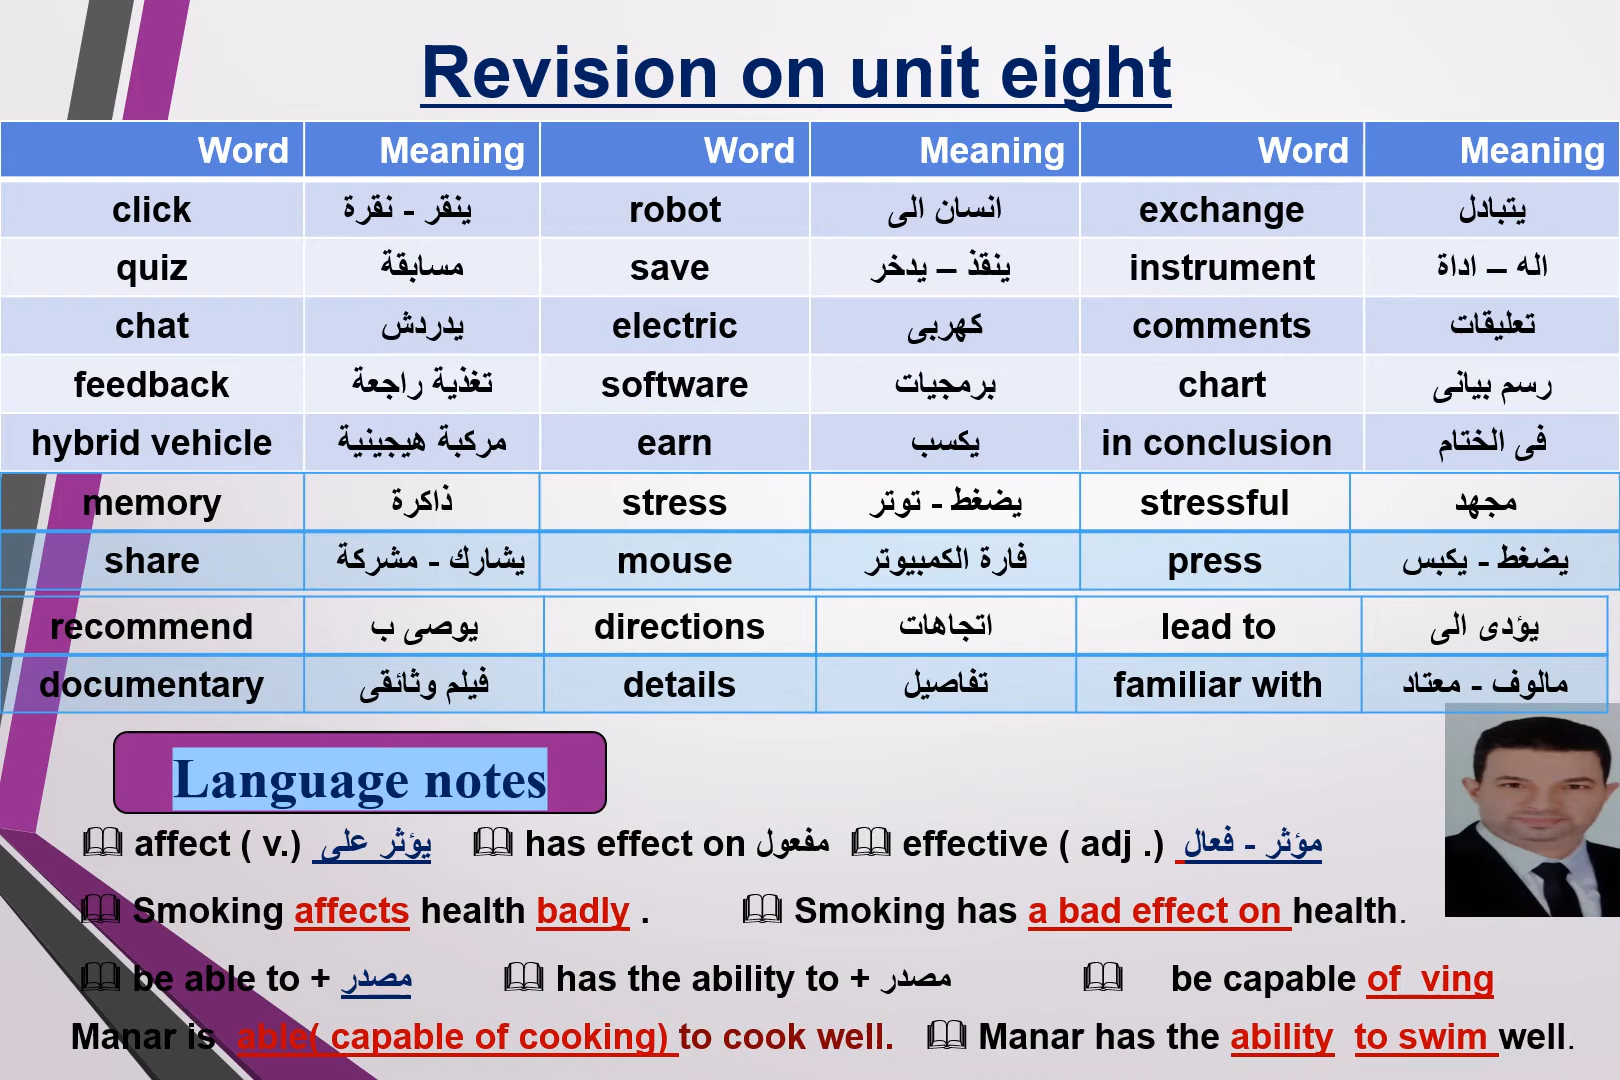 Revision on unit eight
Word Meaning Word Meaning Word Meaning
click ينقر - نقرة robot انسان الى exchange يتبادل
quiz مسابقة save ينقذ – يدخر instrument اله – اداة
chat يدردش electric كهربى comments تعليقات
feedback تغذية راجعة software برمجيات chart رسم بيانى
hybrid vehicle مركبة هيجينية earn يكسب in conclusion فى الختام
memory ذاكرة stress يضغط - توتر stressful مجهد
share يشارك - مشركة mouse فارة الكمبيوتر press يضغط - يكبس
recommend يوصى ب directions اتجاهات lead to يؤدى الى
documentary فيلم وثائقى details تفاصيل familiar with مالوف - معتاد
Language notes
affect ( v.) يؤثر على has effect on مفعول effective ( adj .) مؤثر - فعال
Smoking affects health badly . Smoking has a bad effect on health.
be able to + مصدر has the ability to + مصدر be capable of ving
Manar is able( capable of cooking) to cook well. Manar has the ability to swim well.